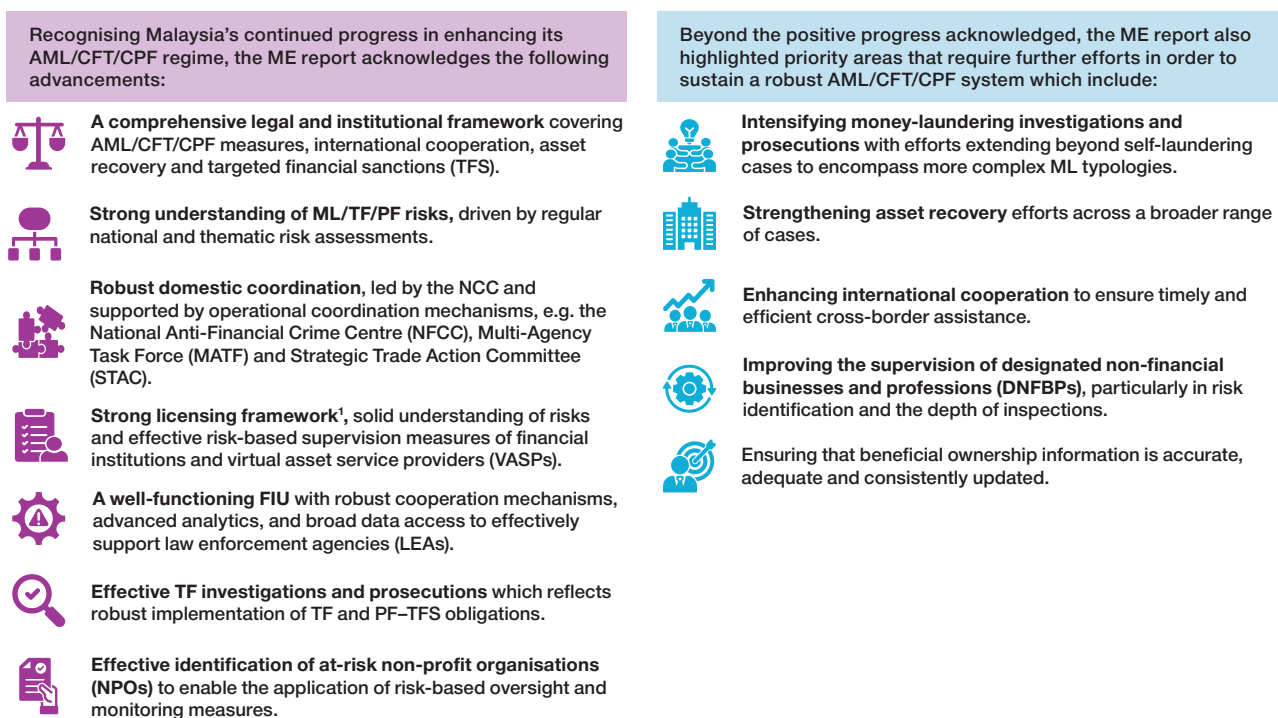 Recognising Malaysia's continued progress in enhancing its
AML/CFT/CPF regime, the ME report acknowledges the following
advancements:
A comprehensive legal and institutional framework covering
AML/CFT/CPF measures, international cooperation, asset
recovery and targeted financial sanctions (TFS).
Strong understanding of ML/TF/PF risks, driven by regular
national and thematic risk assessments.
Robust domestic coordination, led by the NCC and
supported by operational coordination mechanisms, e.g. the
National Anti-Financial Crime Centre (NFCC), Multi-Agency
Task Force (MATF) and Strategic Trade Action Committee
(STAC).
Strong licensing framework¹, solid understanding of risks
and effective risk-based supervision measures of financial
institutions and virtual asset service providers (VASPs).
A well-functioning FIU with robust cooperation mechanisms,
advanced analytics, and broad data access to effectively
support law enforcement agencies (LEAs).
Effective TF investigations and prosecutions which reflects
robust implementation of TF and PF–TFS obligations.
Effective identification of at-risk non-profit organisations
(NPOs) to enable the application of risk-based oversight and
monitoring measures.
Beyond the positive progress acknowledged, the ME report also
highlighted priority areas that require further efforts in order to
sustain a robust AML/CFT/CPF system which include:
Intensifying money-laundering investigations and
prosecutions with efforts extending beyond self-laundering
cases to encompass more complex ML typologies.
Strengthening asset recovery efforts across a broader range
of cases.
Enhancing international cooperation to ensure timely and
efficient cross-border assistance.
Improving the supervision of designated non-financial
businesses and professions (DNFBPs), particularly in risk
identification and the depth of inspections.
Ensuring that beneficial ownership information is accurate,
adequate and consistently updated.